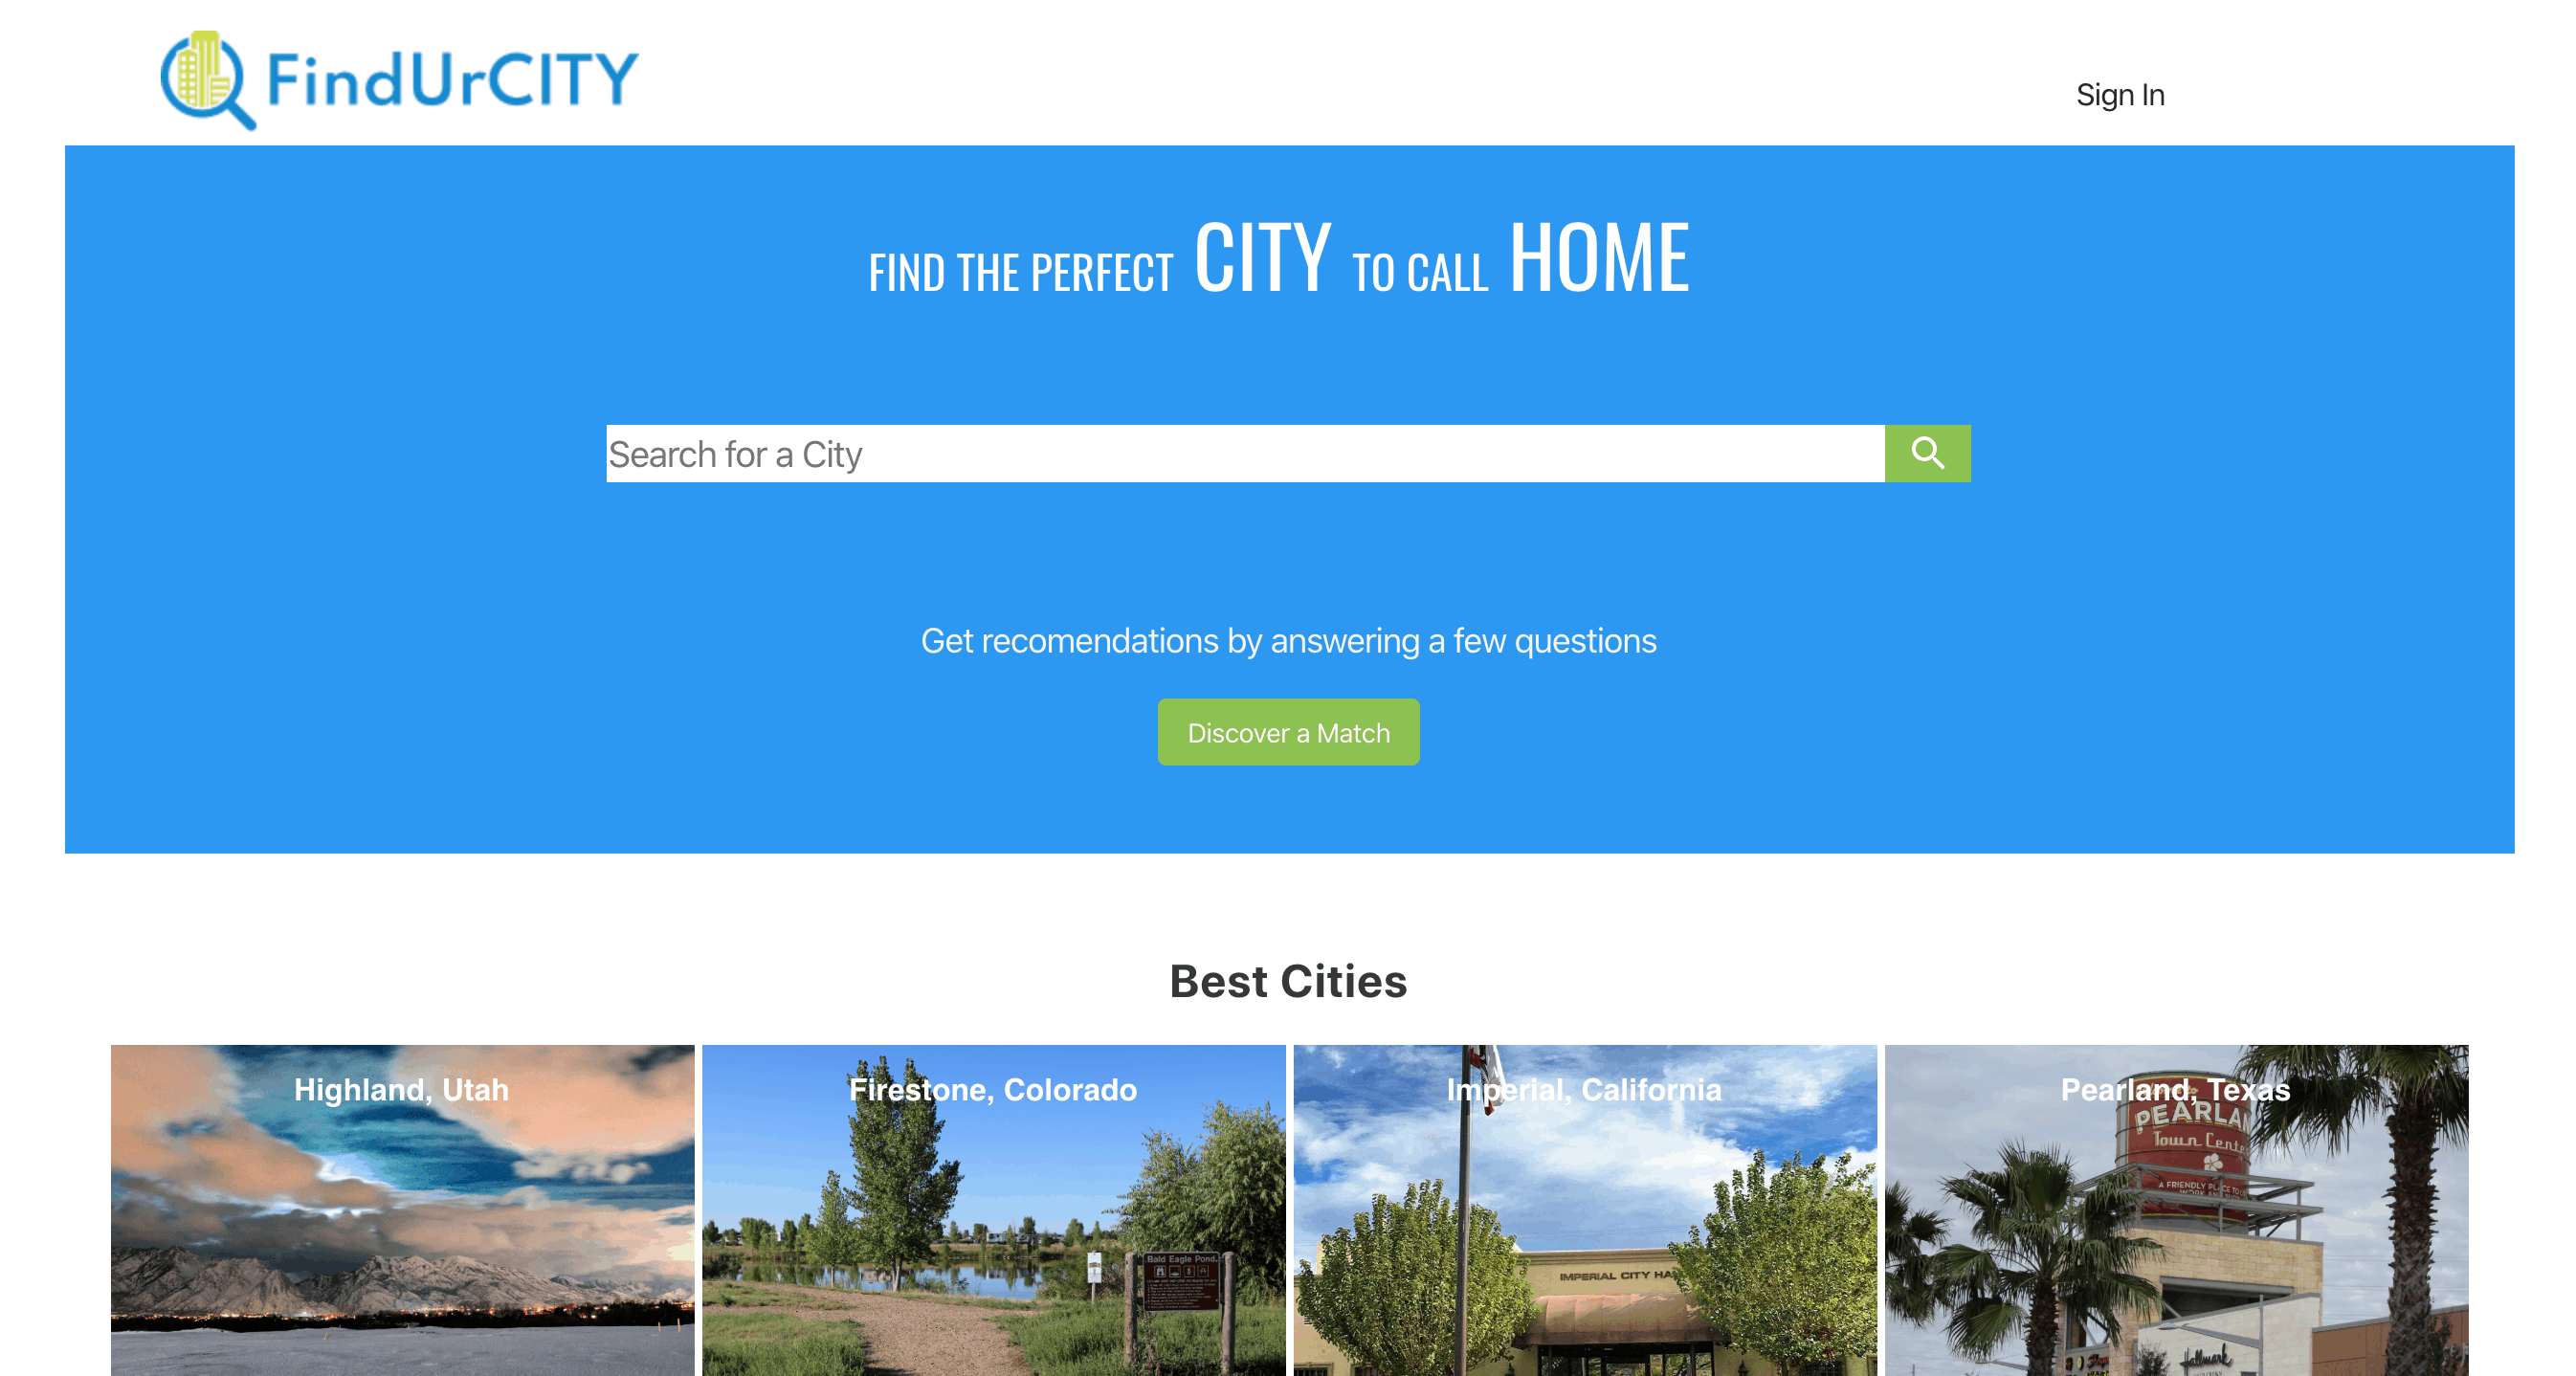 FindUrCITY
Sign In
FIND THE PERFECT CITY TO CALL HOME
Search for a City
Get recomendations by answering a few questions
Discover a Match
Best Cities
Highland, Utah
Firestone, Colorado
Imperial, California
Pearland, Texas
PEARLA
Town Cente
A FRIENDLY PLACE TO
Bald Eagle Pond
IMPERIAL CITY HA
Hallmark